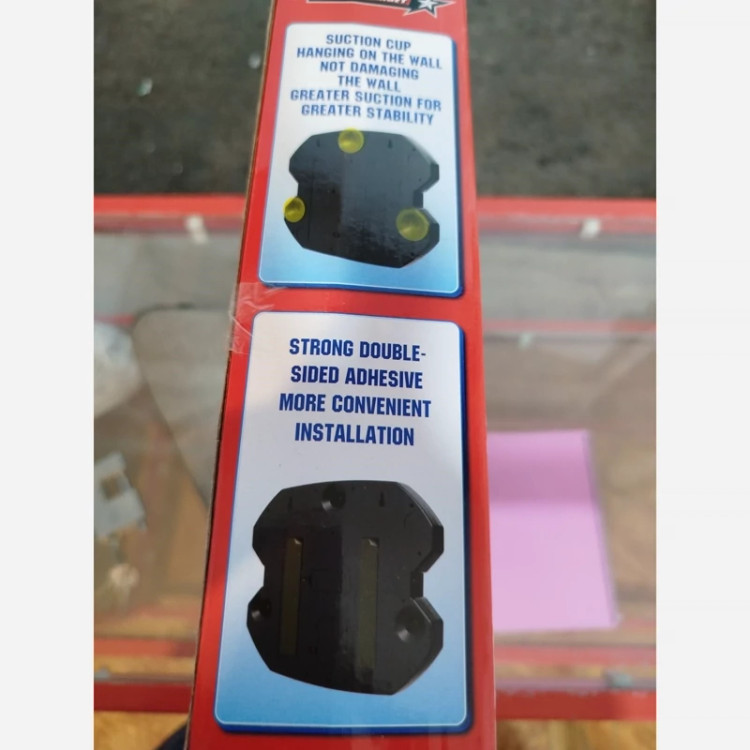 SUCTION CUP
HANGING ON THE WALL
NOT DAMAGING
THE WALL
GREATER SUCTION FOR
GREATER STABILITY
STRONG DOUBLE-
SIDED ADHESIVE
MORE CONVENIENT
INSTALLATION